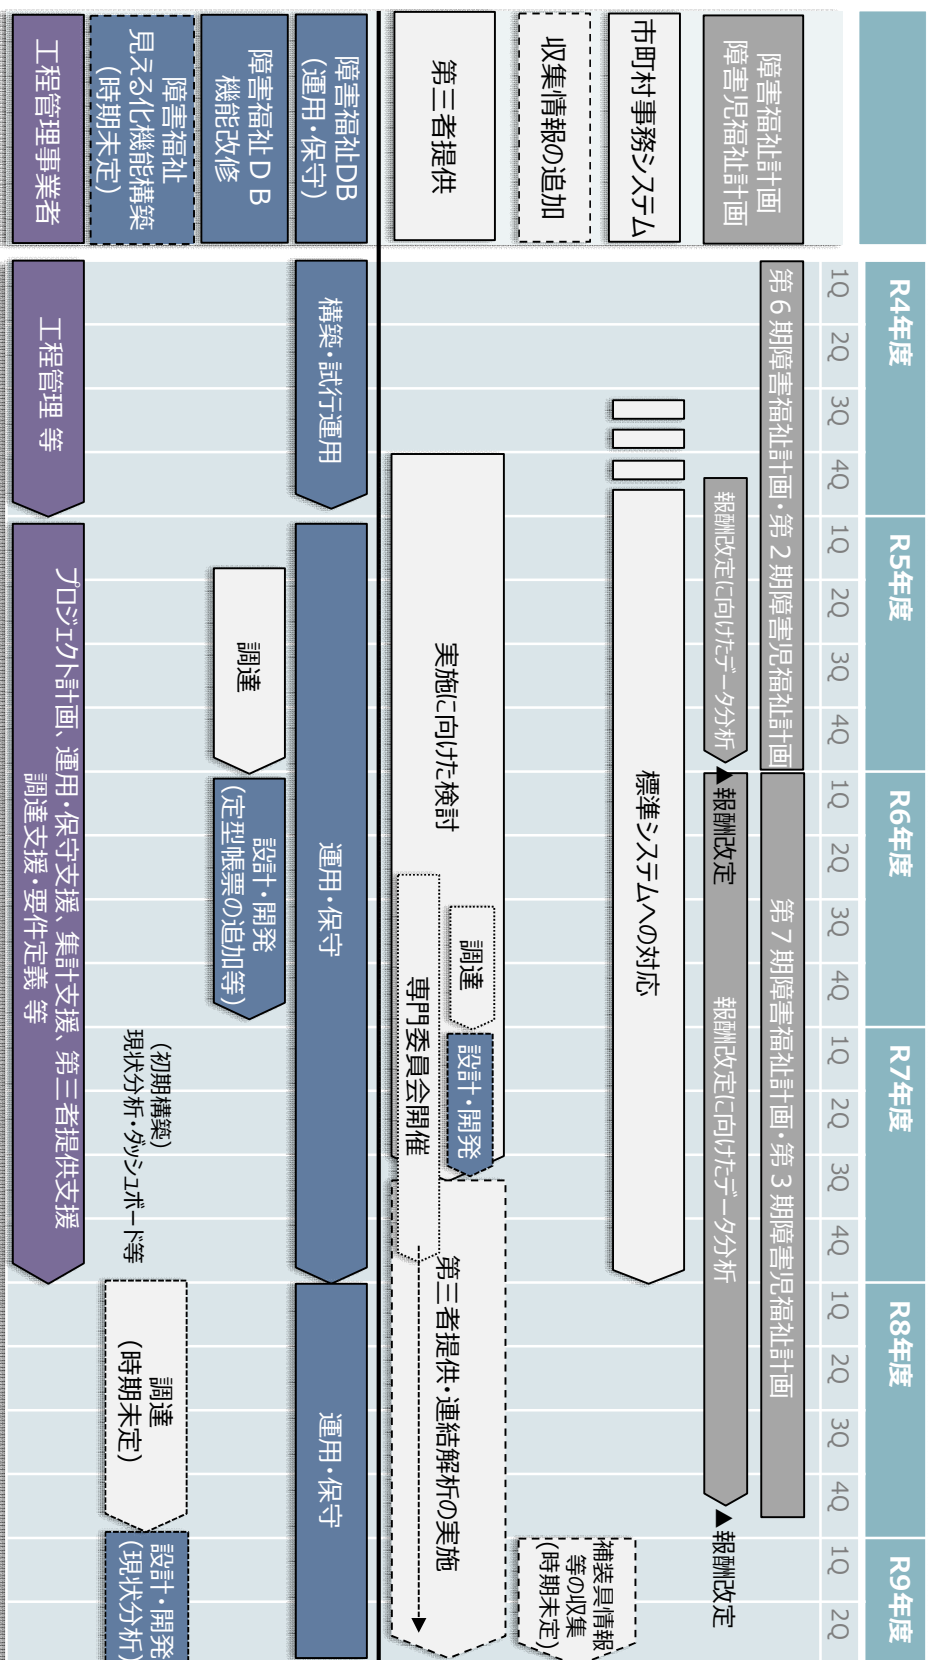 R4年度
R5年度
R6年度
R7年度
R8年度
R9年度
1Q
2Q
3Q
4Q
1Q
2Q
3Q
4Q
1Q
2Q
3Q
4Q
1Q
2Q
3Q
4Q
1Q
2Q
3Q
4Q
1Q
2Q
障害福祉計画
障害児福祉計画
第6期障害福祉計画・第2期障害児福祉計画
第7期障害福祉計画・第3期障害児福祉計画
報酬改定に向けたデータ分析
▲報酬改定
報酬改定に向けたデータ分析
▲報酬改定
市町村事務システム
標準システムへの対応
収集情報の追加
補装具情報
等の収集
(時期未定)
第三者提供
実施に向けた検討
調達
設計・開発
専門委員会開催
第三者提供・連結解析の実施
障害福祉DB
(運用・保守)
構築・試行運用
運用・保守
運用・保守
障害福祉DB
機能改修
調達
設計・開発
(定型帳票の追加等)
障害福祉
見える化機能構築
(時期未定)
(初期構築)
現状分析・ダッシュボード等
調達
(時期未定)
設計・開発
(現状分析)
工程管理事業者
工程管理 等
プロジェクト計画、運用・保守支援、集計支援、第三者提供支援
調達支援・要件定義 等